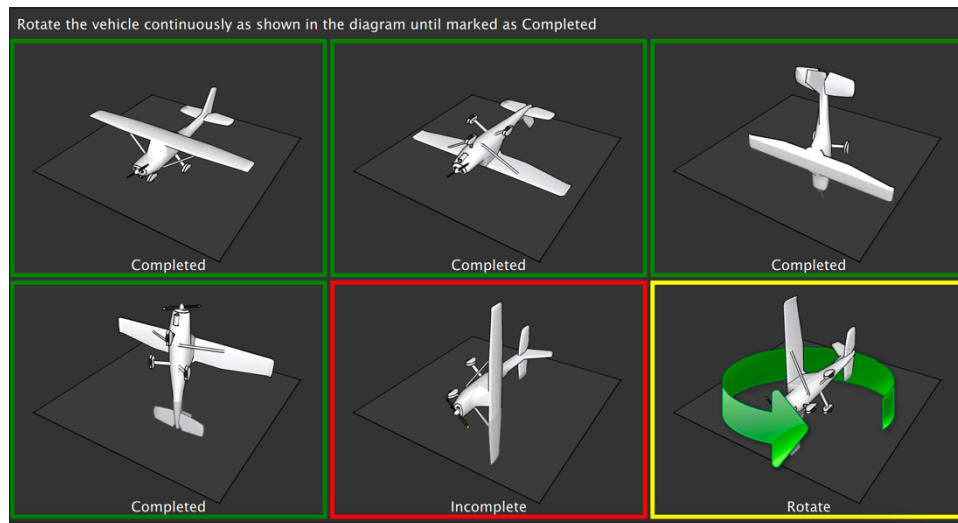 Rotate the vehicle continuously as shown in the diagram until marked as Completed
Completed
Completed
Completed
Completed
Incomplete
Rotate